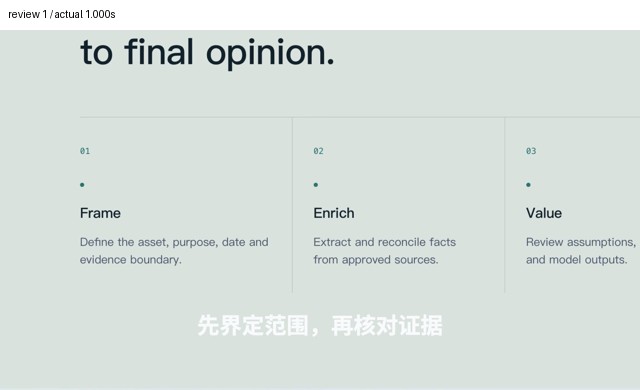 review 1 / actual 1.000s
to final opinion.
01
02
03
Frame
Enrich
Value
Define the asset, purpose, date and
evidence boundary.
Extract and reconcile facts
from approved sources.
Review assumptions,
and model outputs.
先界定范围，再核对证据